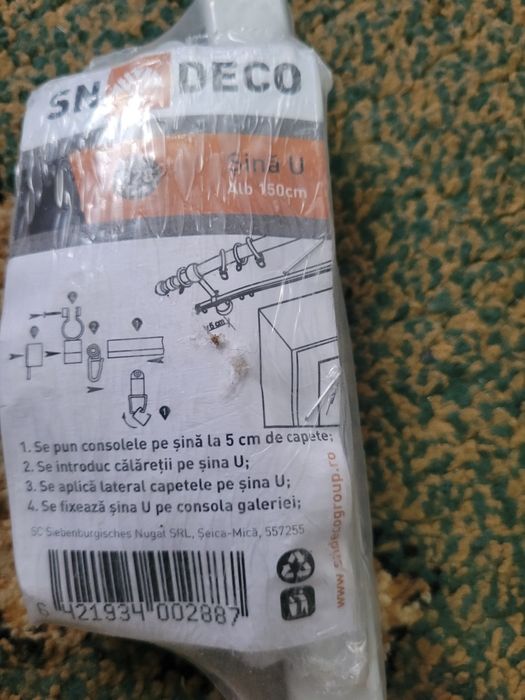 SN DECO
Șină U
Alb 150cm
5 cm
1. Se pun consolele pe șină la 5 cm de capete;
2. Se introduc călăreții pe șina U;
3. Se aplică lateral capetele pe șina U;
4. Se fixează șina U pe consola galeriei;
SC Siebenburgisches Nugat SRL, Șeica-Mică, 557255
6 421934 002887
www.sndecogroup.ro